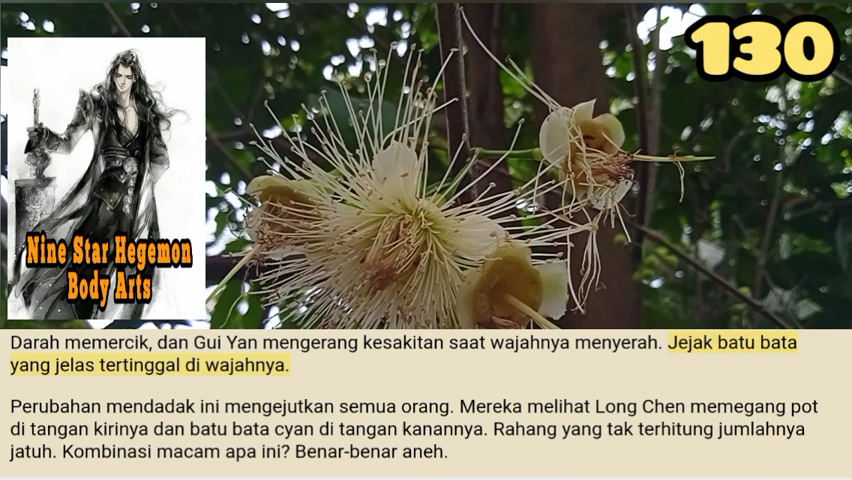 130
Nine Star Hegemon
Body Arts
Darah memercik, dan Gui Yan mengerang kesakitan saat wajahnya menyerah. Jejak batu bata
yang jelas tertinggal di wajahnya.
Perubahan mendadak ini mengejutkan semua orang. Mereka melihat Long Chen memegang pot
di tangan kirinya dan batu bata cyan di tangan kanannya. Rahang yang tak terhitung jumlahnya
jatuh. Kombinasi macam apa ini? Benar-benar aneh.